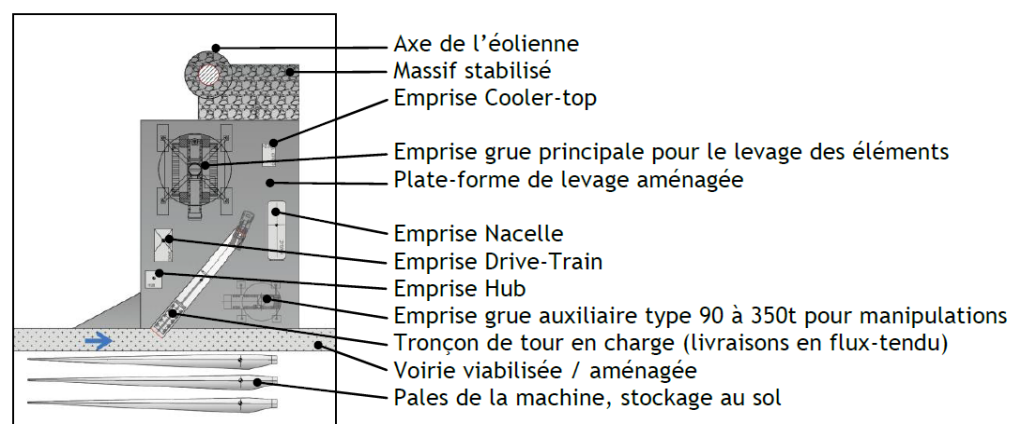 Axe de l'éolienne
Massif stabilisé
Emprise Cooler-top
Emprise grue principale pour le levage des éléments
Plate-forme de levage aménagée
Emprise Nacelle
Emprise Drive-Train
Emprise Hub
Emprise grue auxiliaire type 90 à 350t pour manipulations
Tronçon de tour en charge (livraisons en flux-tendu)
Voirie viabilisée / aménagée
Pales de la machine, stockage au sol